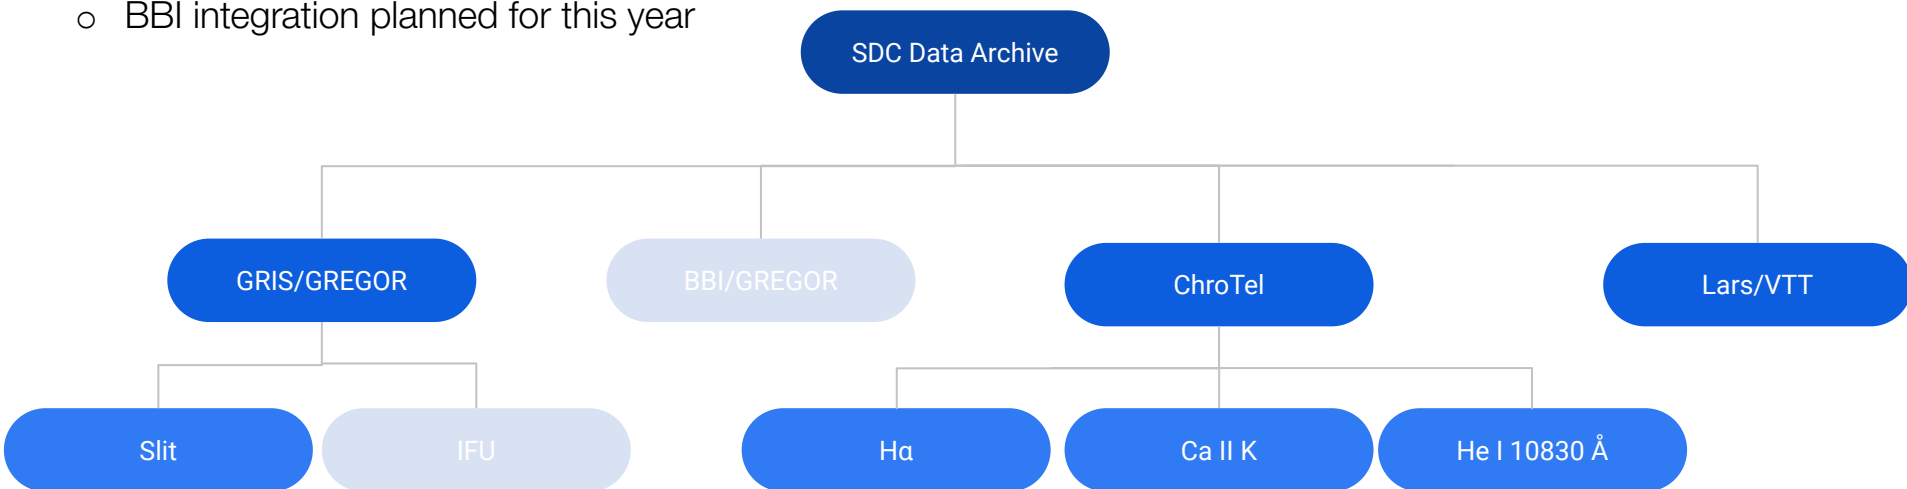 ○ BBI integration planned for this year
SDC Data Archive
GRIS/GREGOR
BBI/GREGOR
ChroTel
Lars/VTT
Slit
IFU
Hα
Ca II K
He I 10830 Å